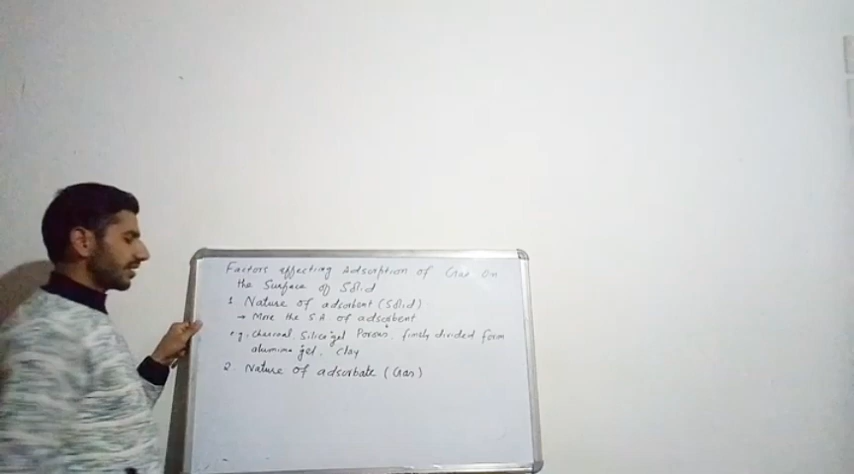 Factors affecting Adsorption of Gas on
the Surface of Solid
1. Nature of adsorbent (Solid)
→ More the S.A of adsorbent
e.g. Charcoal, Silica gel Porous, finely divided form
alumina gel, Clay
2. Nature of adsorbate (Gas)